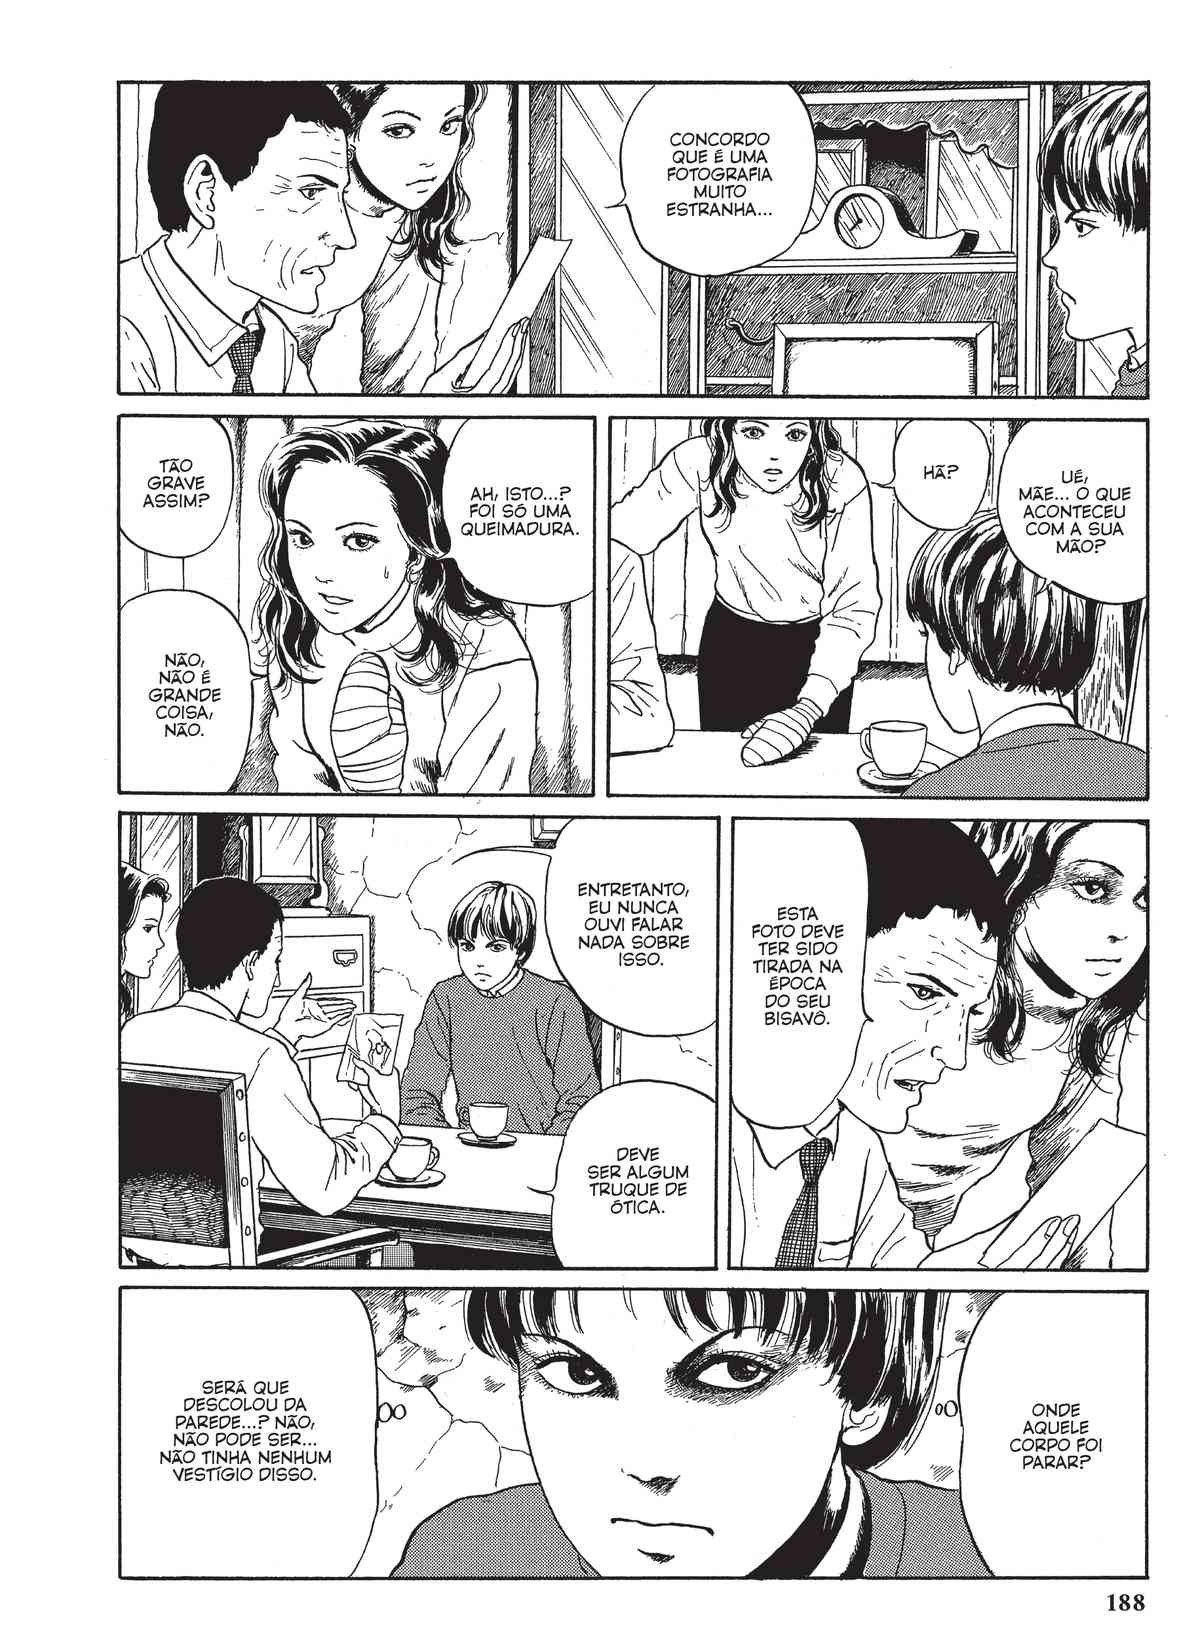 CONCORDO
QUE É UMA
FOTOGRAFIA
MUITO
ESTRANHA...
UÉ,
MÃE... O QUE
ACONTECEU
COM A SUA
MÃO?
HÃ?
AH, ISTO...?
FOI SÓ UMA
QUEIMADURA.
TÃO
GRAVE
ASSIM?
NÃO,
NÃO É
GRANDE
COISA,
NÃO.
ESTA
FOTO DEVE
TER SIDO
TIRADA NA
ÉPOCA
DO SEU
BISAVÔ.
ENTRETANTO,
EU NUNCA
OUVI FALAR
NADA SOBRE
ISSO.
DEVE
SER ALGUM
TRUQUE DE
ÓTICA.
ONDE
AQUELE
CORPO FOI
PARAR?
SERÁ QUE
DESCOLOU DA
PAREDE...? NÃO,
NÃO PODE SER...
NÃO TINHA NENHUM
VESTÍGIO DISSO.
188